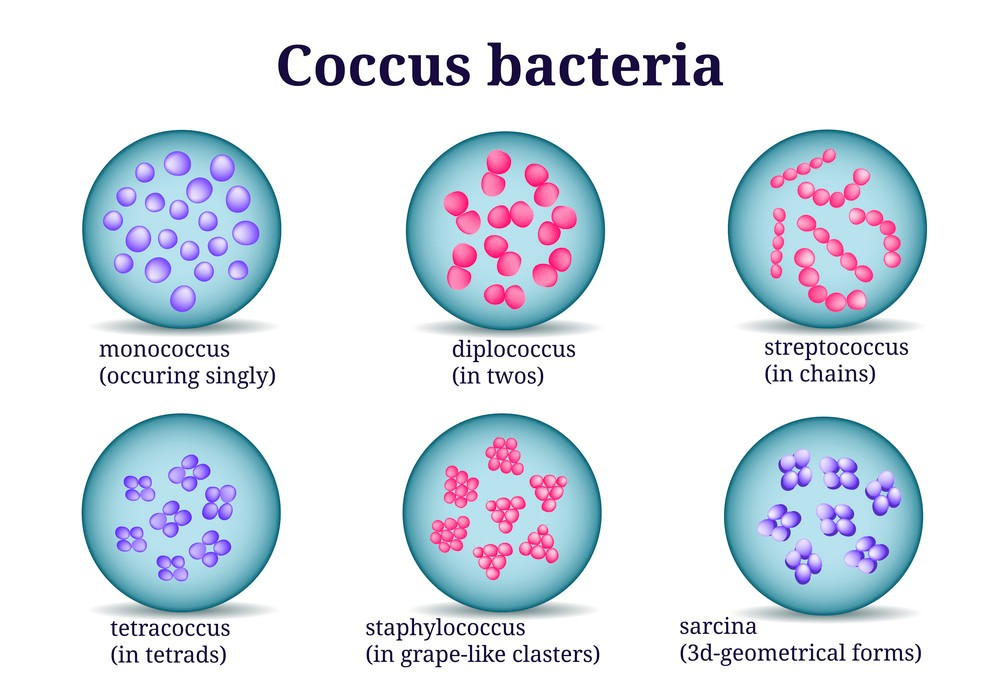 Coccus bacteria
monococcus
(occuring singly)
diplococcus
(in twos)
streptococcus
(in chains)
tetracoccus
(in tetrads)
staphylococcus
(in grape-like clasters)
sarcina
(3d-geometrical forms)